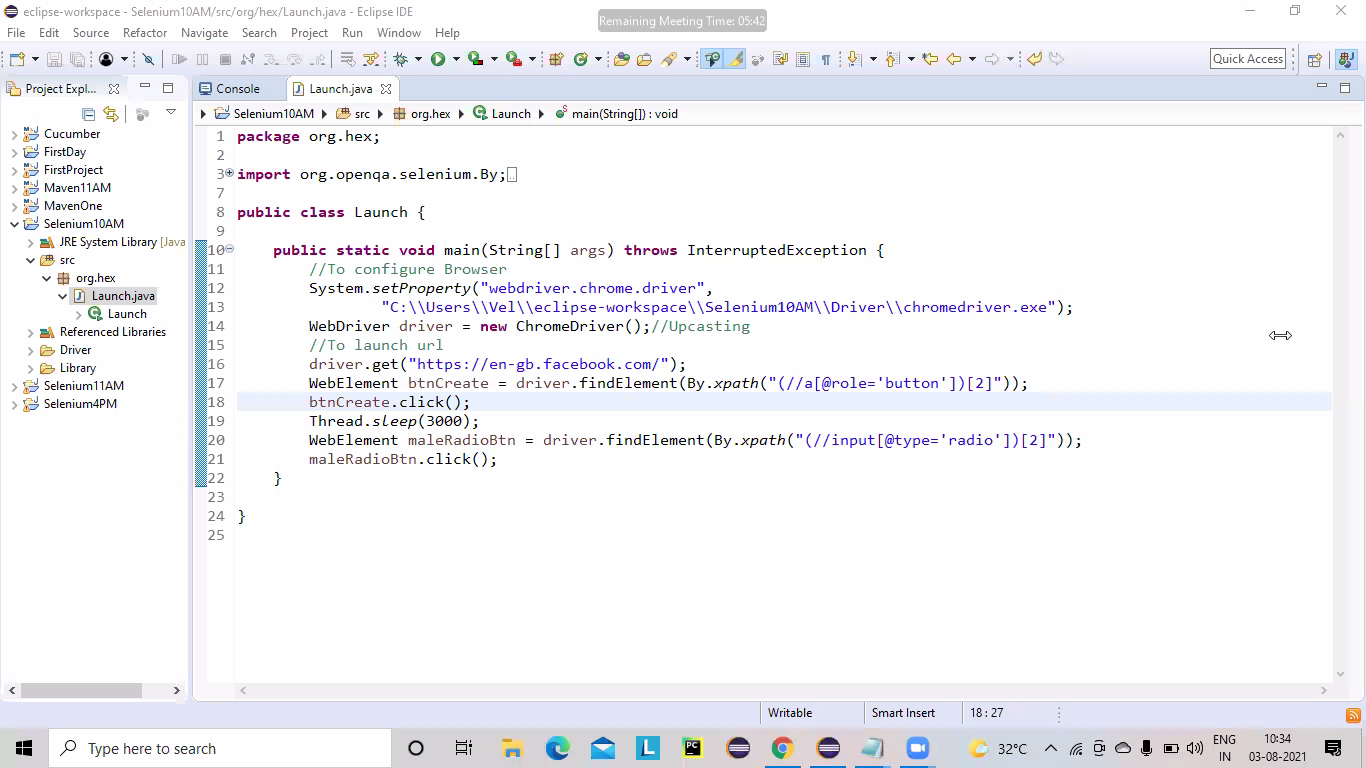 eclipse-workspace - Selenium10AM/src/org/hex/Launch.java - Eclipse IDE
Remaining Meeting Time: 05:42
File Edit Source Refactor Navigate Search Project Run Window Help
Quick Access
Project Expl...
Console
Launch.java
Selenium10AM src org.hex Launch main(String[]) : void
Cucumber
FirstDay
FirstProject
Maven11AM
MavenOne
Selenium10AM
JRE System Library [Java
src
org.hex
Launch.java
Launch
Referenced Libraries
Driver
Library
Selenium11AM
Selenium4PM
1 package org.hex;
2
3 import org.openqa.selenium.By;
7
8 public class Launch {
9
10 public static void main(String[] args) throws InterruptedException {
11 //To configure Browser
12 System.setProperty("webdriver.chrome.driver",
13 "C:\\Users\\Vel\\eclipse-workspace\\Selenium10AM\\Driver\\chromedriver.exe");
14 WebDriver driver = new ChromeDriver();//Upcasting
15 //To launch url
16 driver.get("https://en-gb.facebook.com/");
17 WebElement btnCreate = driver.findElement(By.xpath("(//a[@role='button'])[2]"));
18 btnCreate.click();
19 Thread.sleep(3000);
20 WebElement maleRadioBtn = driver.findElement(By.xpath("(//input[@type='radio'])[2]"));
21 maleRadioBtn.click();
22 }
23
24 }
25
Writable Smart Insert 18 : 27
Type here to search
L
PC
32°C
ENG
IN
10:34
03-08-2021